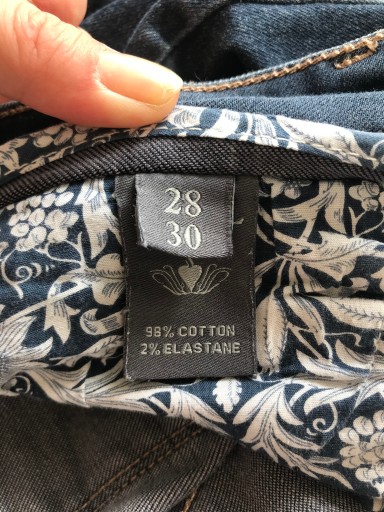 28
30
98% COTTON
2% ELASTANE